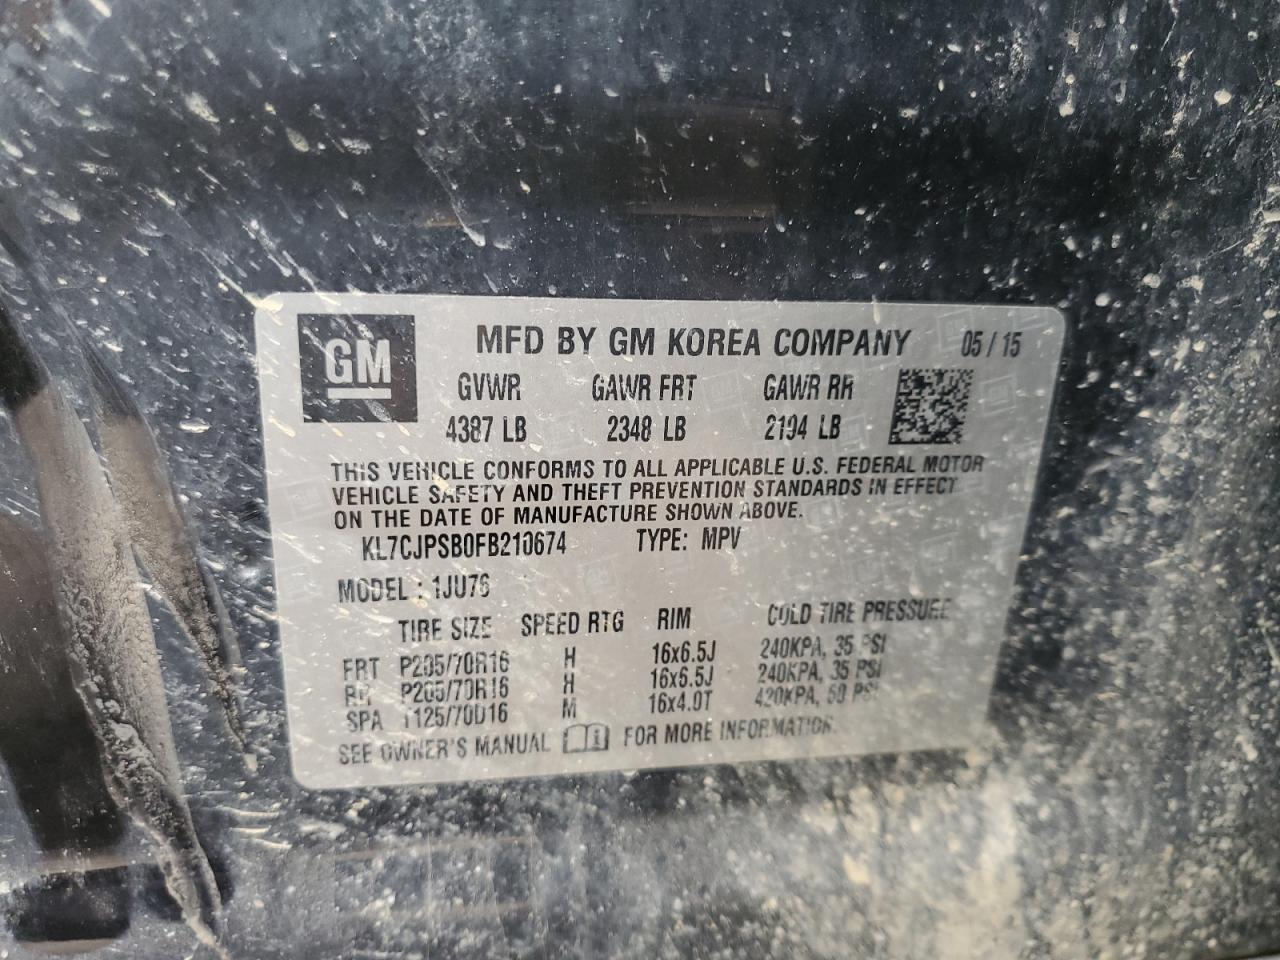 GM
MFD BY GM KOREA COMPANY 05/15
GVWR GAWR FRT GAWR RR
4387 LB 2348 LB 2194 LB
THIS VEHICLE CONFORMS TO ALL APPLICABLE U.S. FEDERAL MOTOR
VEHICLE SAFETY AND THEFT PREVENTION STANDARDS IN EFFECT
ON THE DATE OF MANUFACTURE SHOWN ABOVE.
KL7CJPSB0FB210674 TYPE: MPV
MODEL : 1JU76
TIRE SIZE SPEED RTG RIM COLD TIRE PRESSURE
FRT P205/70R16 H 16x6.5J 240KPA, 35 PSI
RR P205/70R16 H 16x6.5J 240KPA, 35 PSI
SPA T125/70D16 M 16x4.0T 420KPA, 60 PSI
SEE OWNER'S MANUAL FOR MORE INFORMATION.